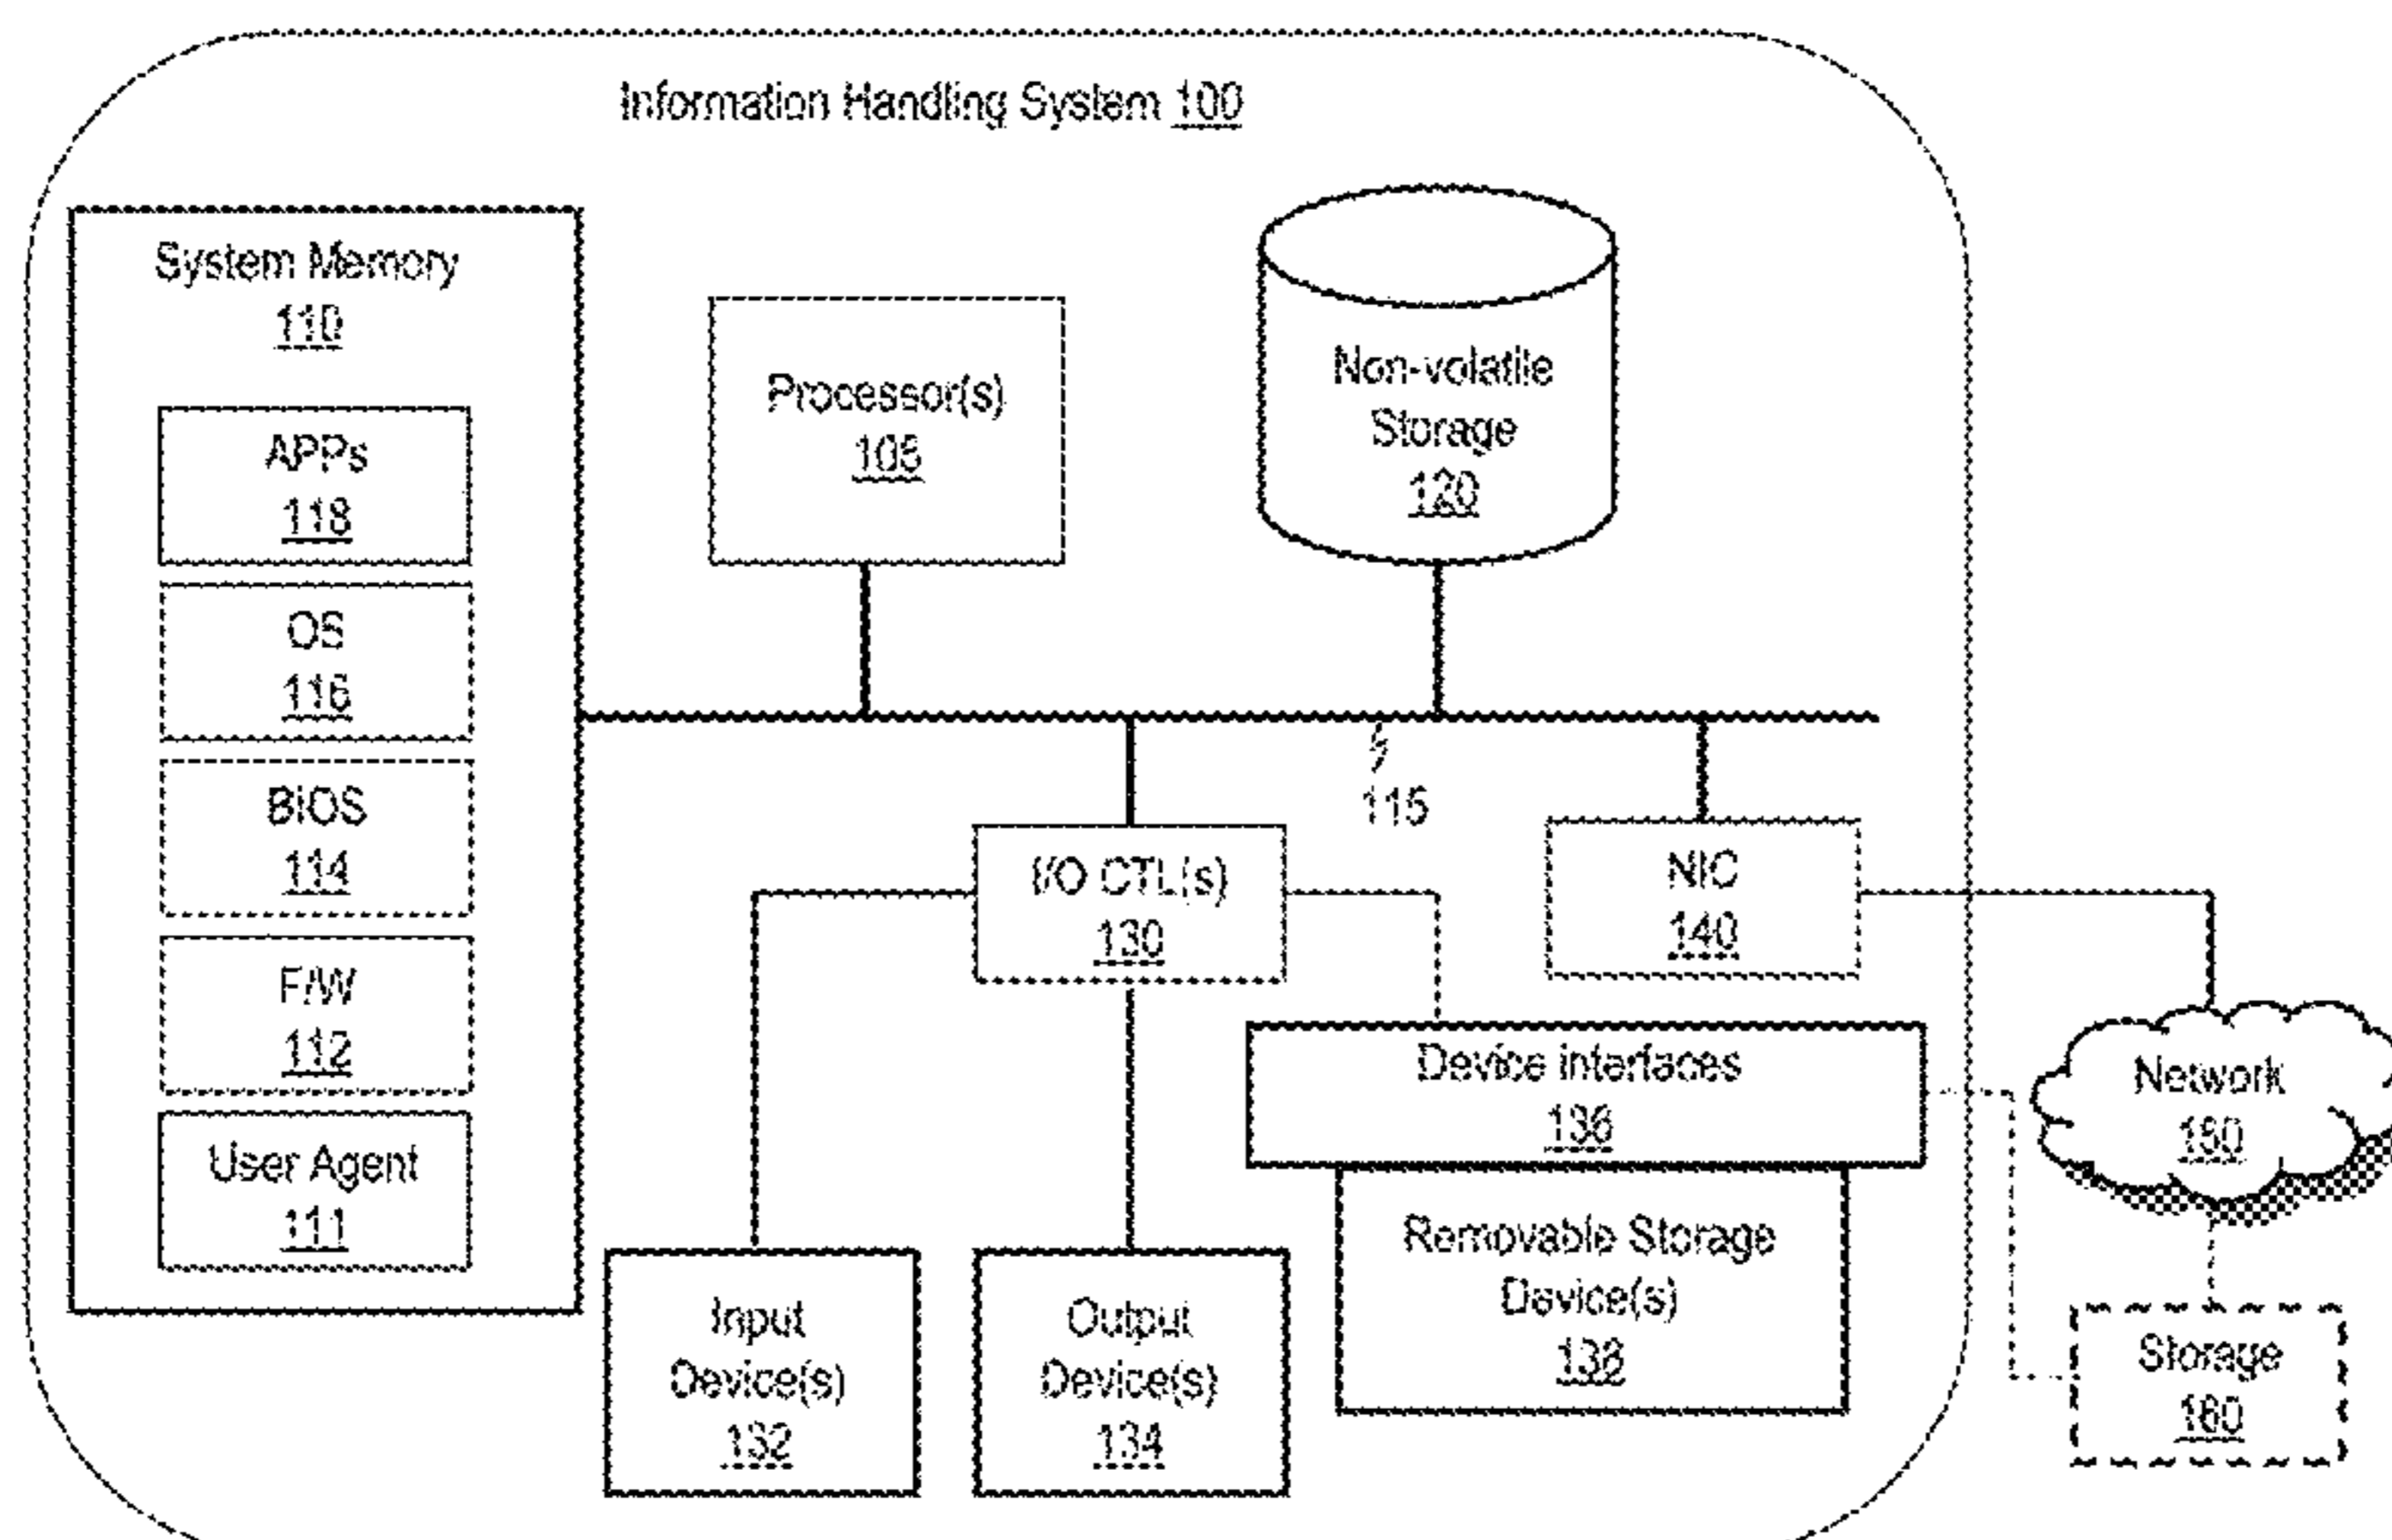 Information Handling System 100
System Memory
110
APPs
118
OS
116
BIOS
114
F/W
112
User Agent
111
Processor(s)
105
Non-volatile
Storage
120
115
I/O CTL(s)
130
NIC
140
Device interfaces
136
Removable Storage
Device(s)
138
Input
Device(s)
132
Output
Device(s)
134
Network
150
Storage
160